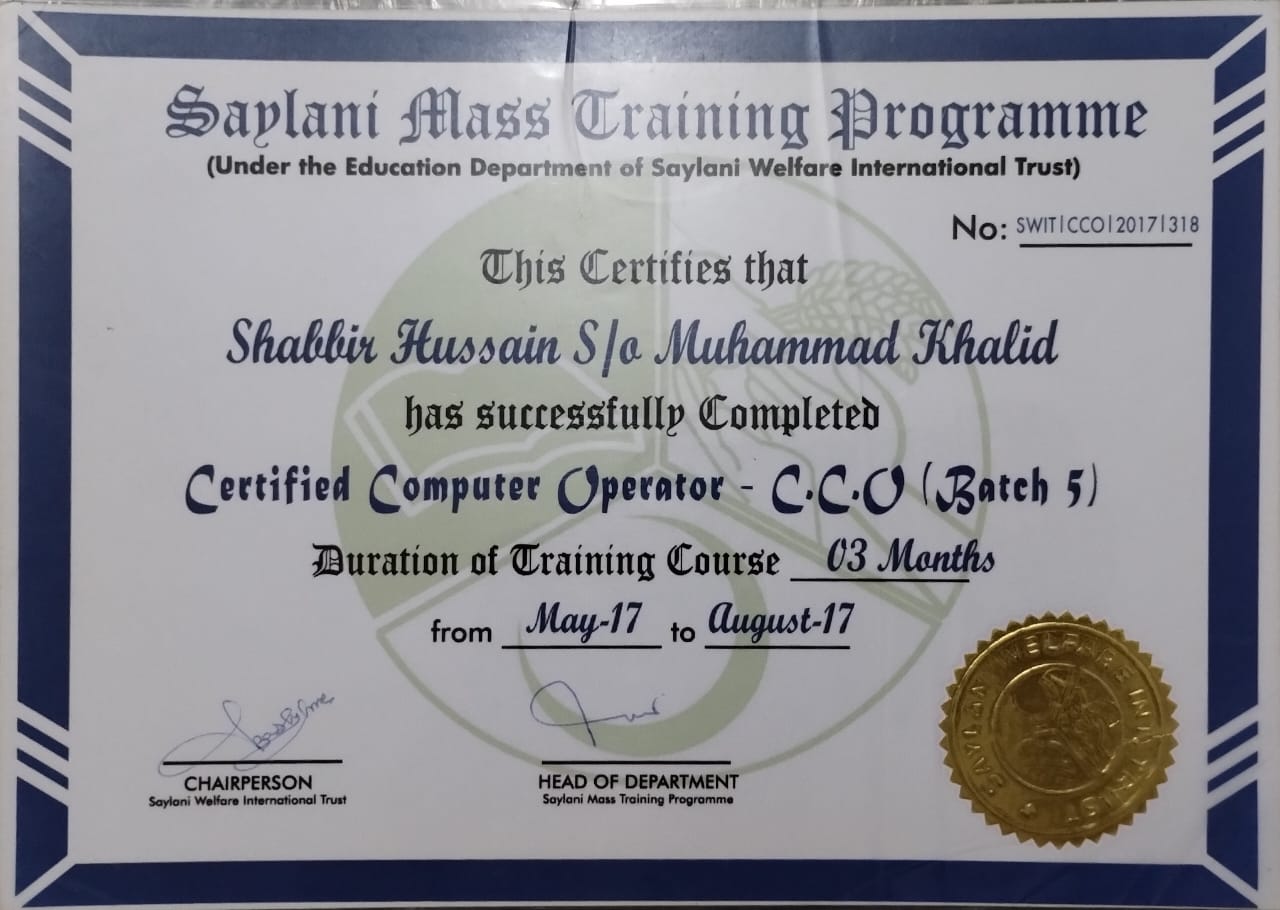 Saylani Mass Training Programme
(Under the Education Department of Saylani Welfare International Trust)
No: SWIT|CCO|2017|318
This Certifies that
Shabbir Hussain S/o Muhammad Khalid
has successfully Completed
Certified Computer Operator - C.C.O (Batch 5)
Duration of Training Course 03 Months
from May-17 to August-17
CHAIRPERSON
Saylani Welfare International Trust
HEAD OF DEPARTMENT
Saylani Mass Training Programme
SAYLANI WELFARE INT'L TRUST